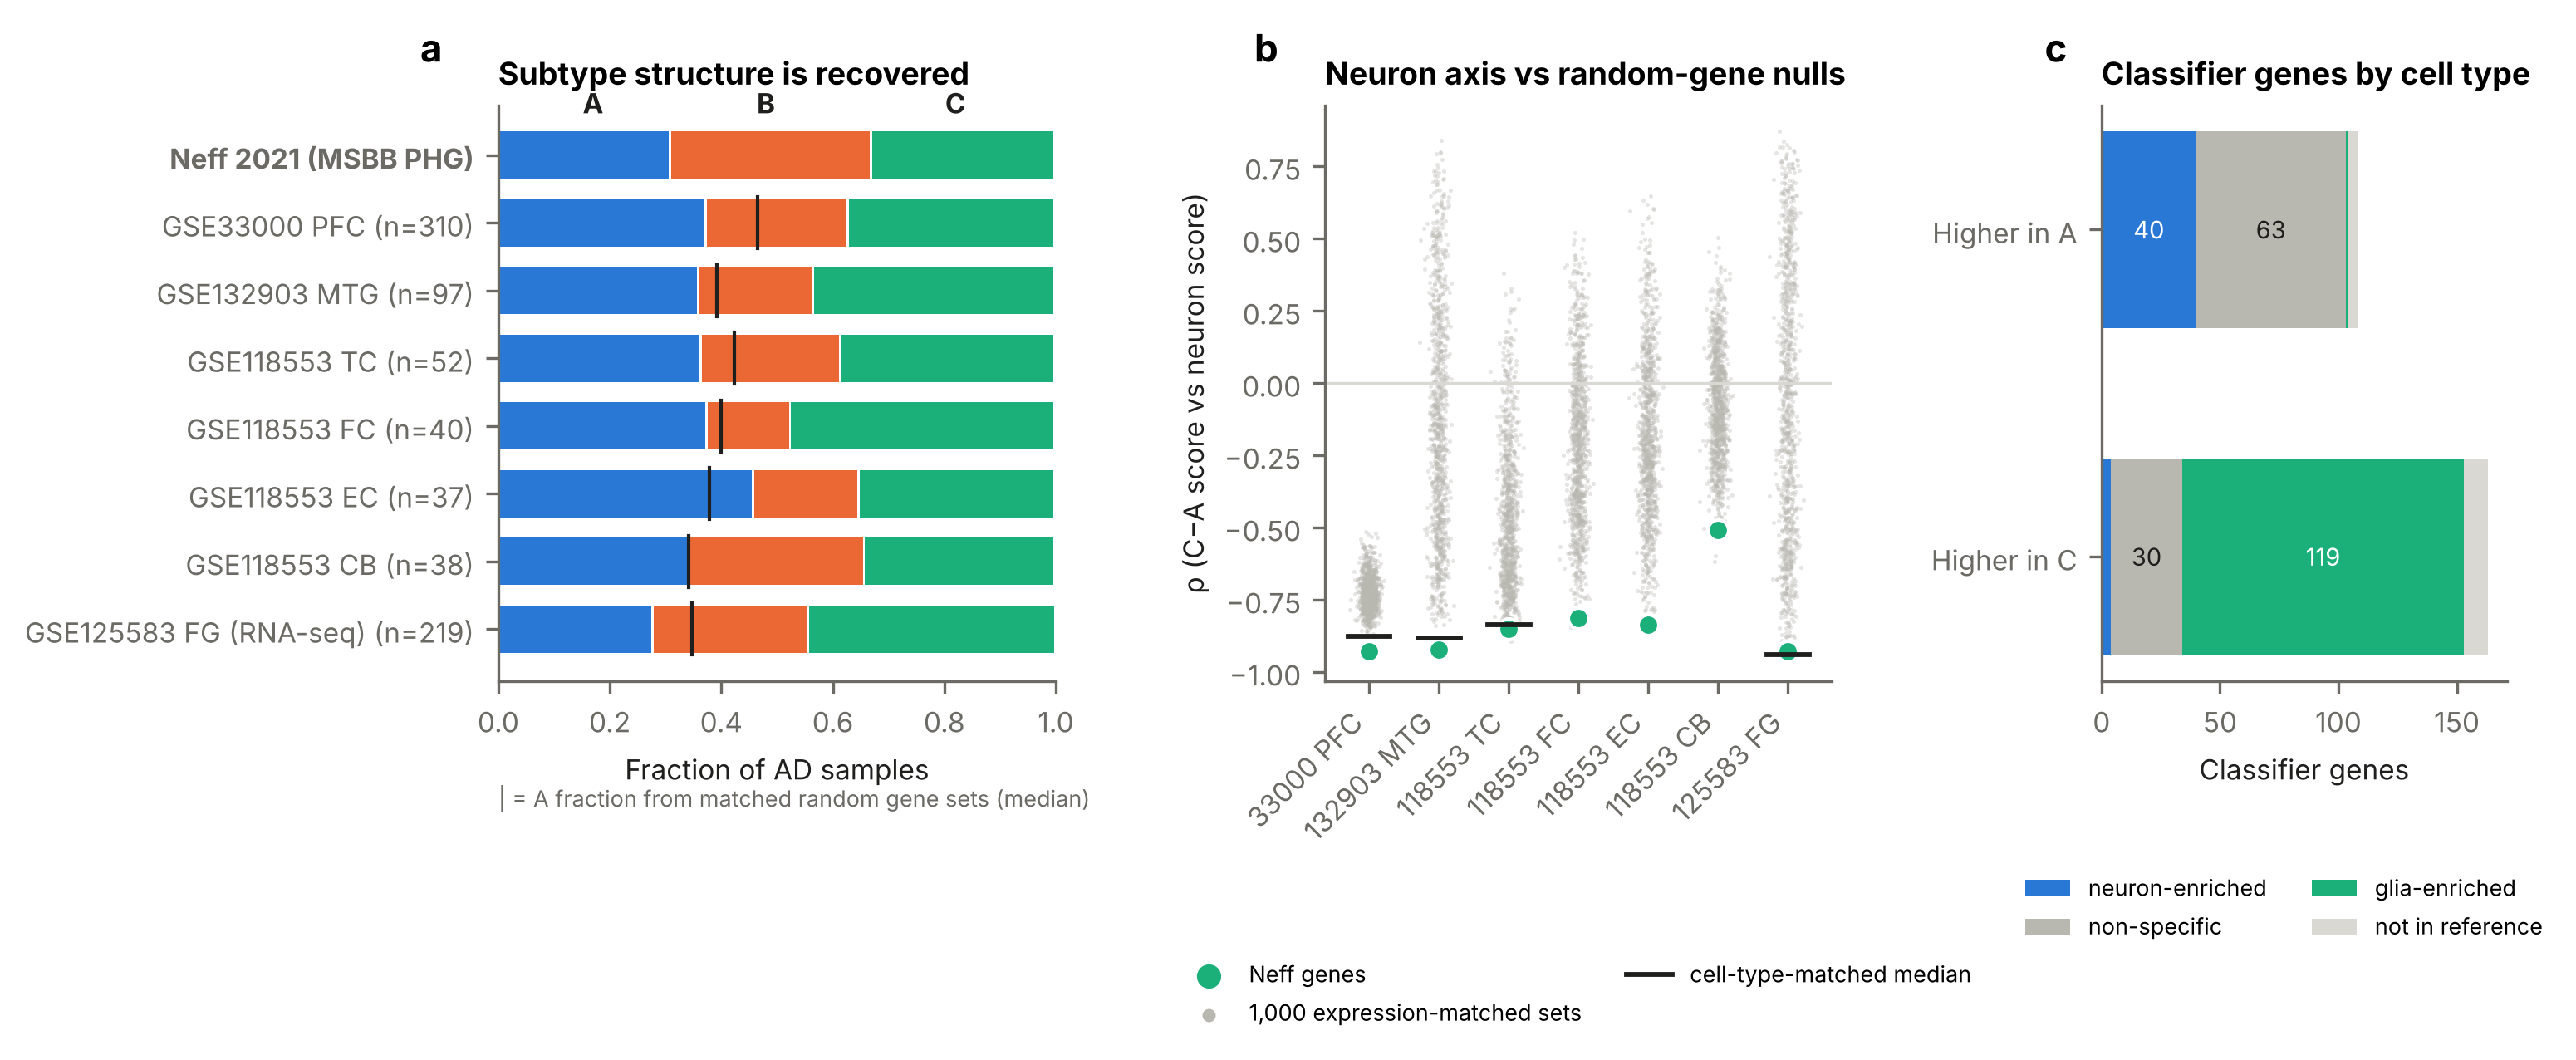 a
Subtype structure is recovered
A B C
Neff 2021 (MSBB PHG)
GSE33000 PFC (n=310)
GSE132903 MTG (n=97)
GSE118553 TC (n=52)
GSE118553 FC (n=40)
GSE118553 EC (n=37)
GSE118553 CB (n=38)
GSE125583 FG (RNA-seq) (n=219)
0.0 0.2 0.4 0.6 0.8 1.0
Fraction of AD samples
| = A fraction from matched random gene sets (median)
b
Neuron axis vs random-gene nulls
ρ (C−A score vs neuron score)
0.75
0.50
0.25
0.00
−0.25
−0.50
−0.75
−1.00
33000 PFC
132903 MTG
118553 TC
118553 FC
118553 EC
118553 CB
125583 FG
Neff genes
1,000 expression-matched sets
cell-type-matched median
c
Classifier genes by cell type
Higher in A
40 63
Higher in C
30 119
0 50 100 150
Classifier genes
neuron-enriched
non-specific
glia-enriched
not in reference